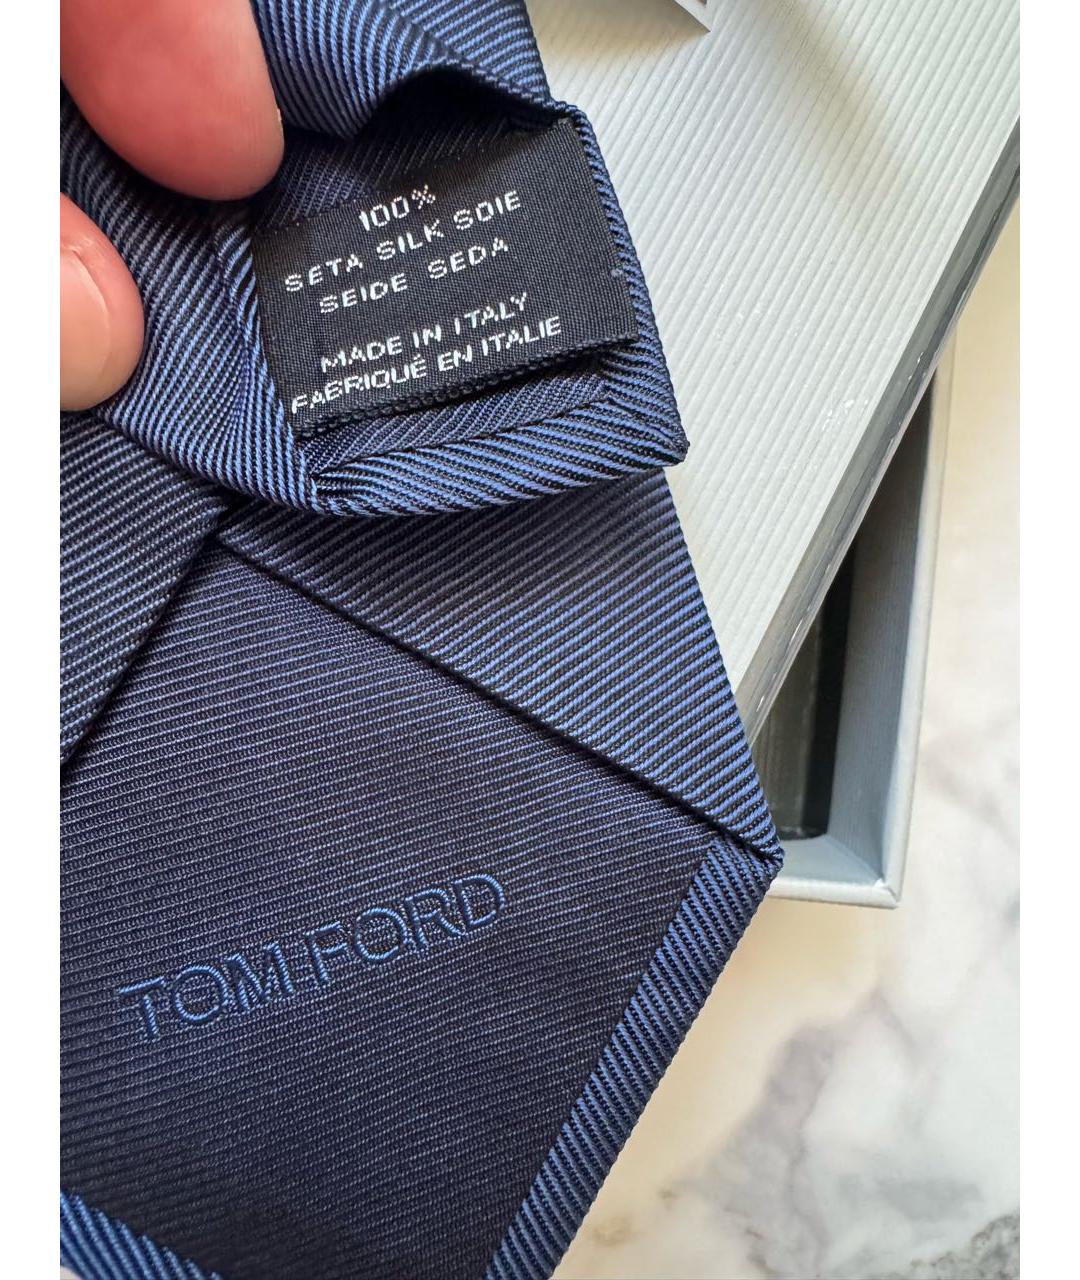 100%
SETA SILK SOIE
SEIDE SEDA
MADE IN ITALY
FABRIQUÉ EN ITALIE
TOM FORD